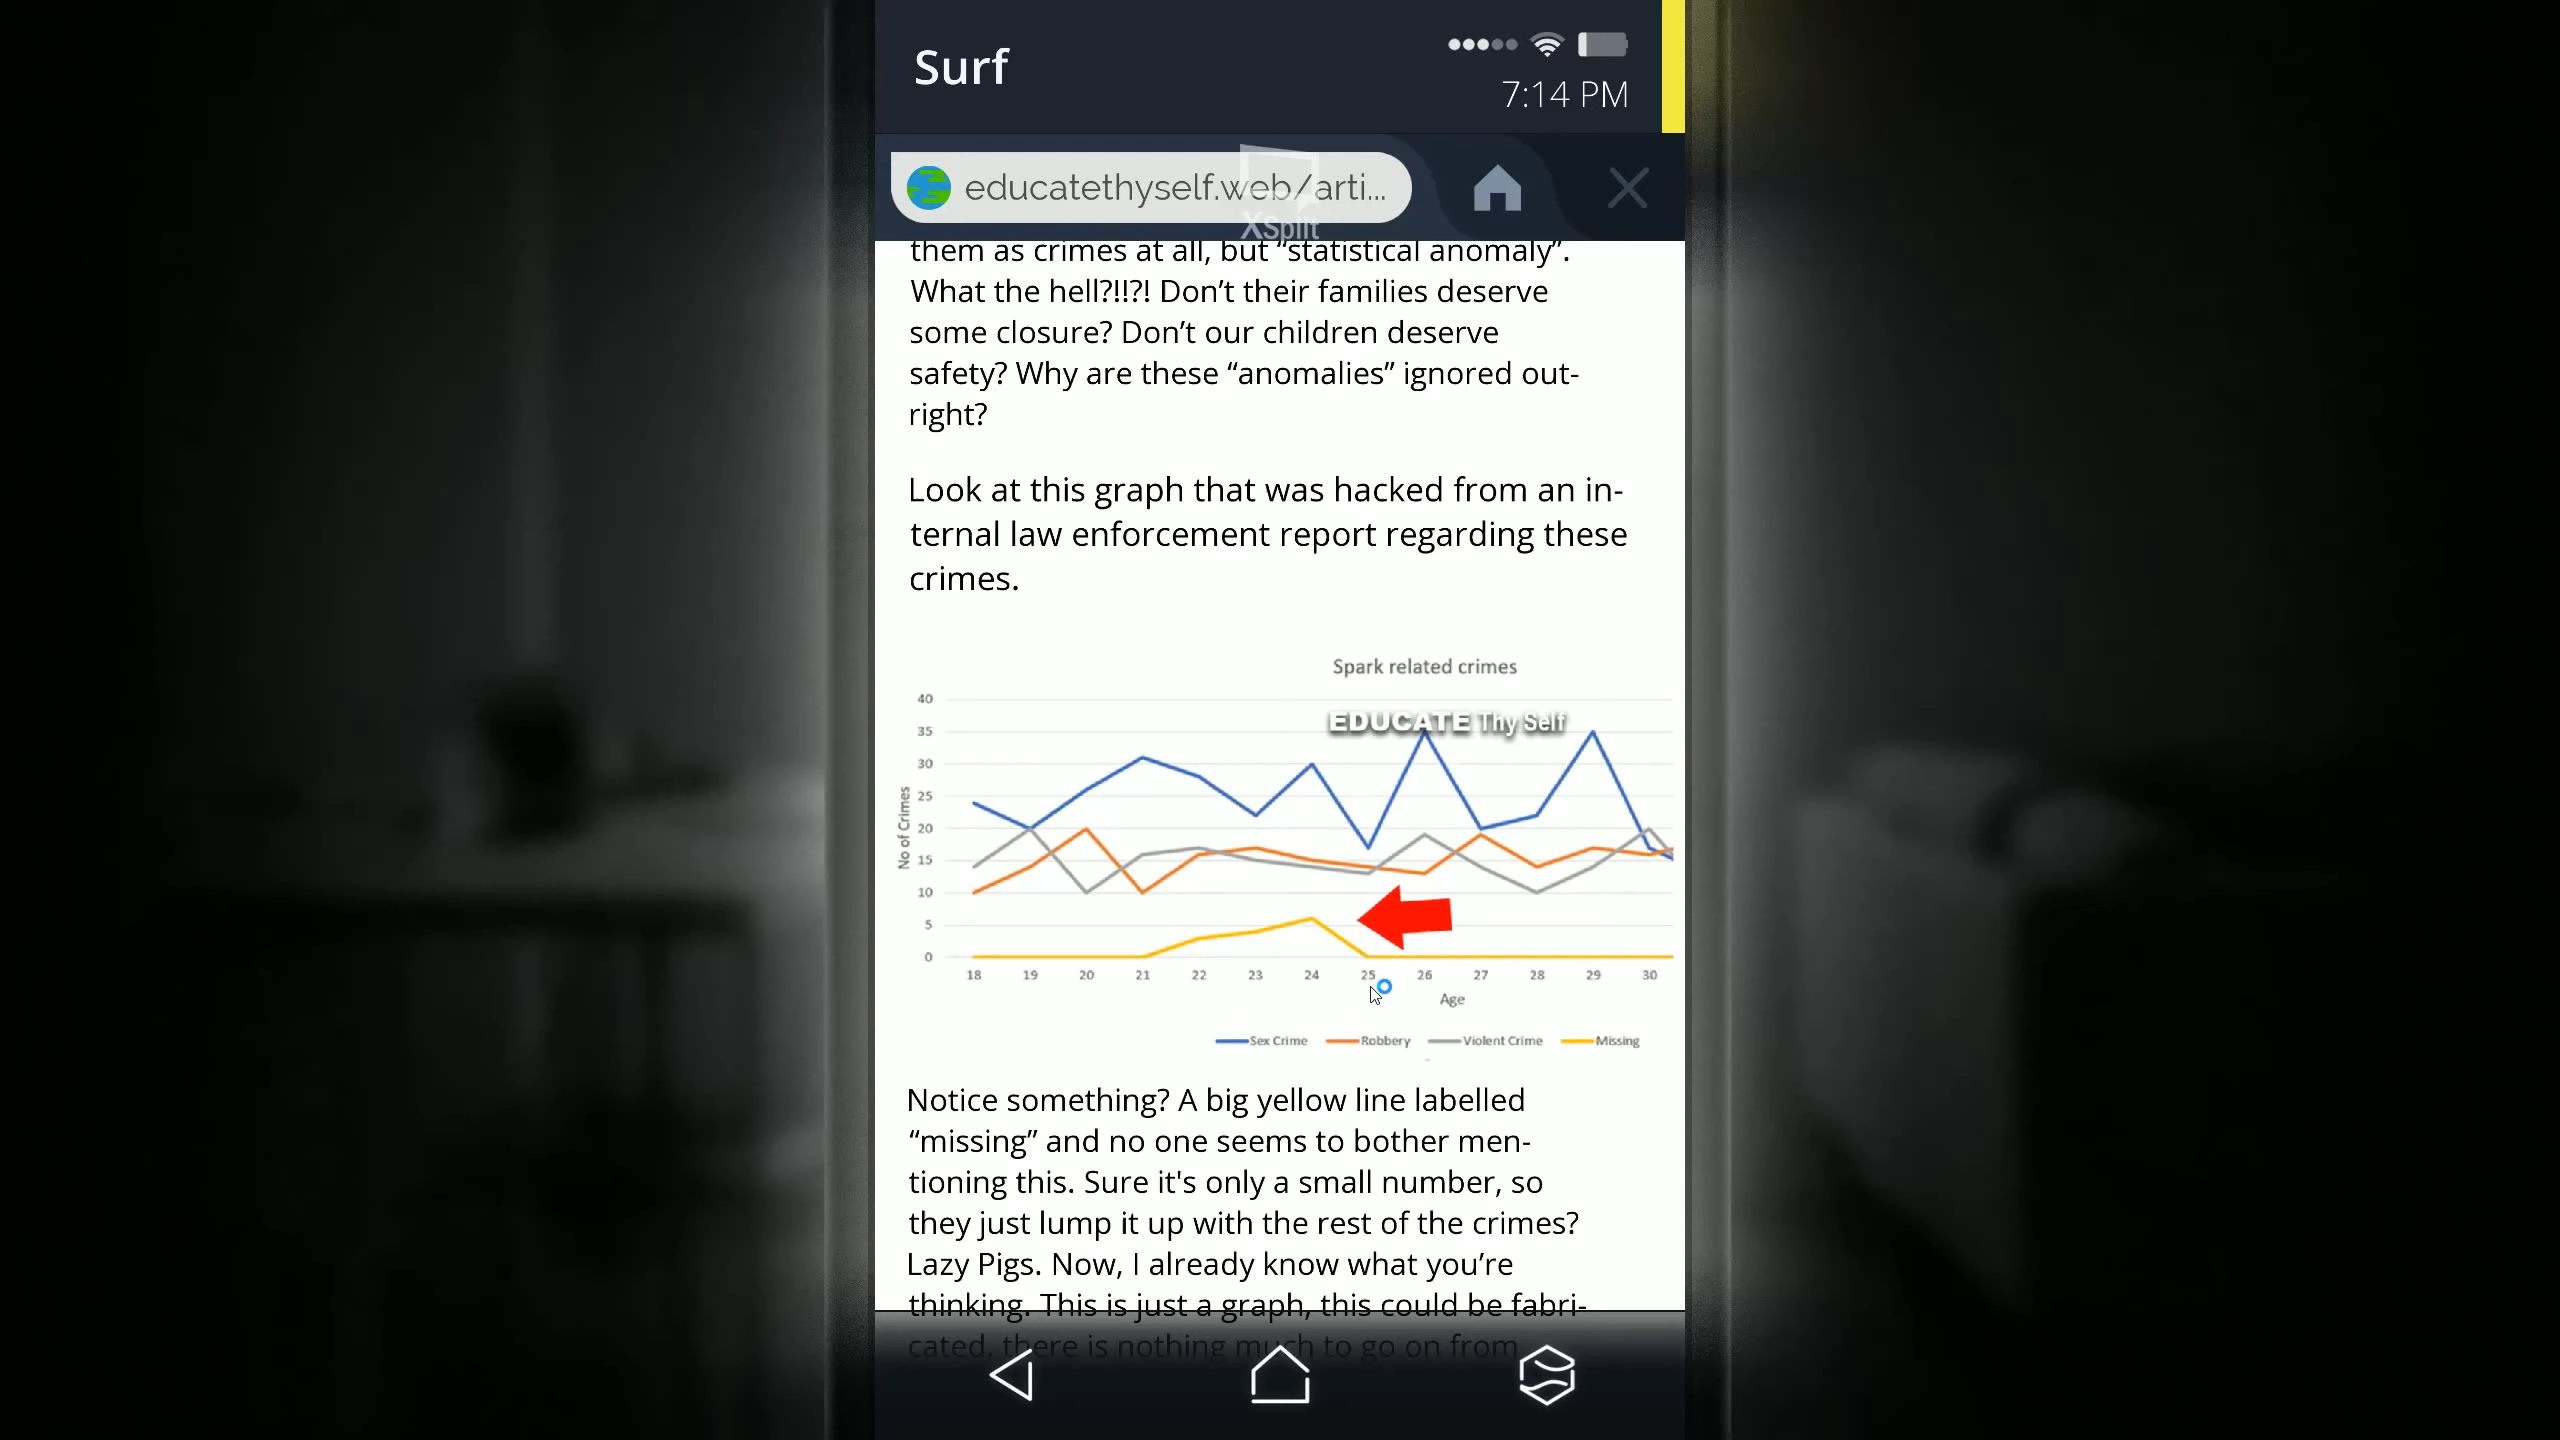 Surf
7:14 PM
educatethyself.web/arti...
XSplit
them as crimes at all, but “statistical anomaly”.
What the hell?!!?! Don’t their families deserve
some closure? Don’t our children deserve
safety? Why are these “anomalies” ignored out-
right?
Look at this graph that was hacked from an in-
ternal law enforcement report regarding these
crimes.
Spark related crimes
EDUCATE Thy Self
40
35
30
25
20
15
10
5
0
No of Crimes
18 19 20 21 22 23 24 25 26 27 28 29 30
Age
Sex Crime Robbery Violent Crime Missing
Notice something? A big yellow line labelled
“missing” and no one seems to bother men-
tioning this. Sure it's only a small number, so
they just lump it up with the rest of the crimes?
Lazy Pigs. Now, I already know what you’re
thinking. This is just a graph, this could be fabri-
cated, there is nothing much to go on from